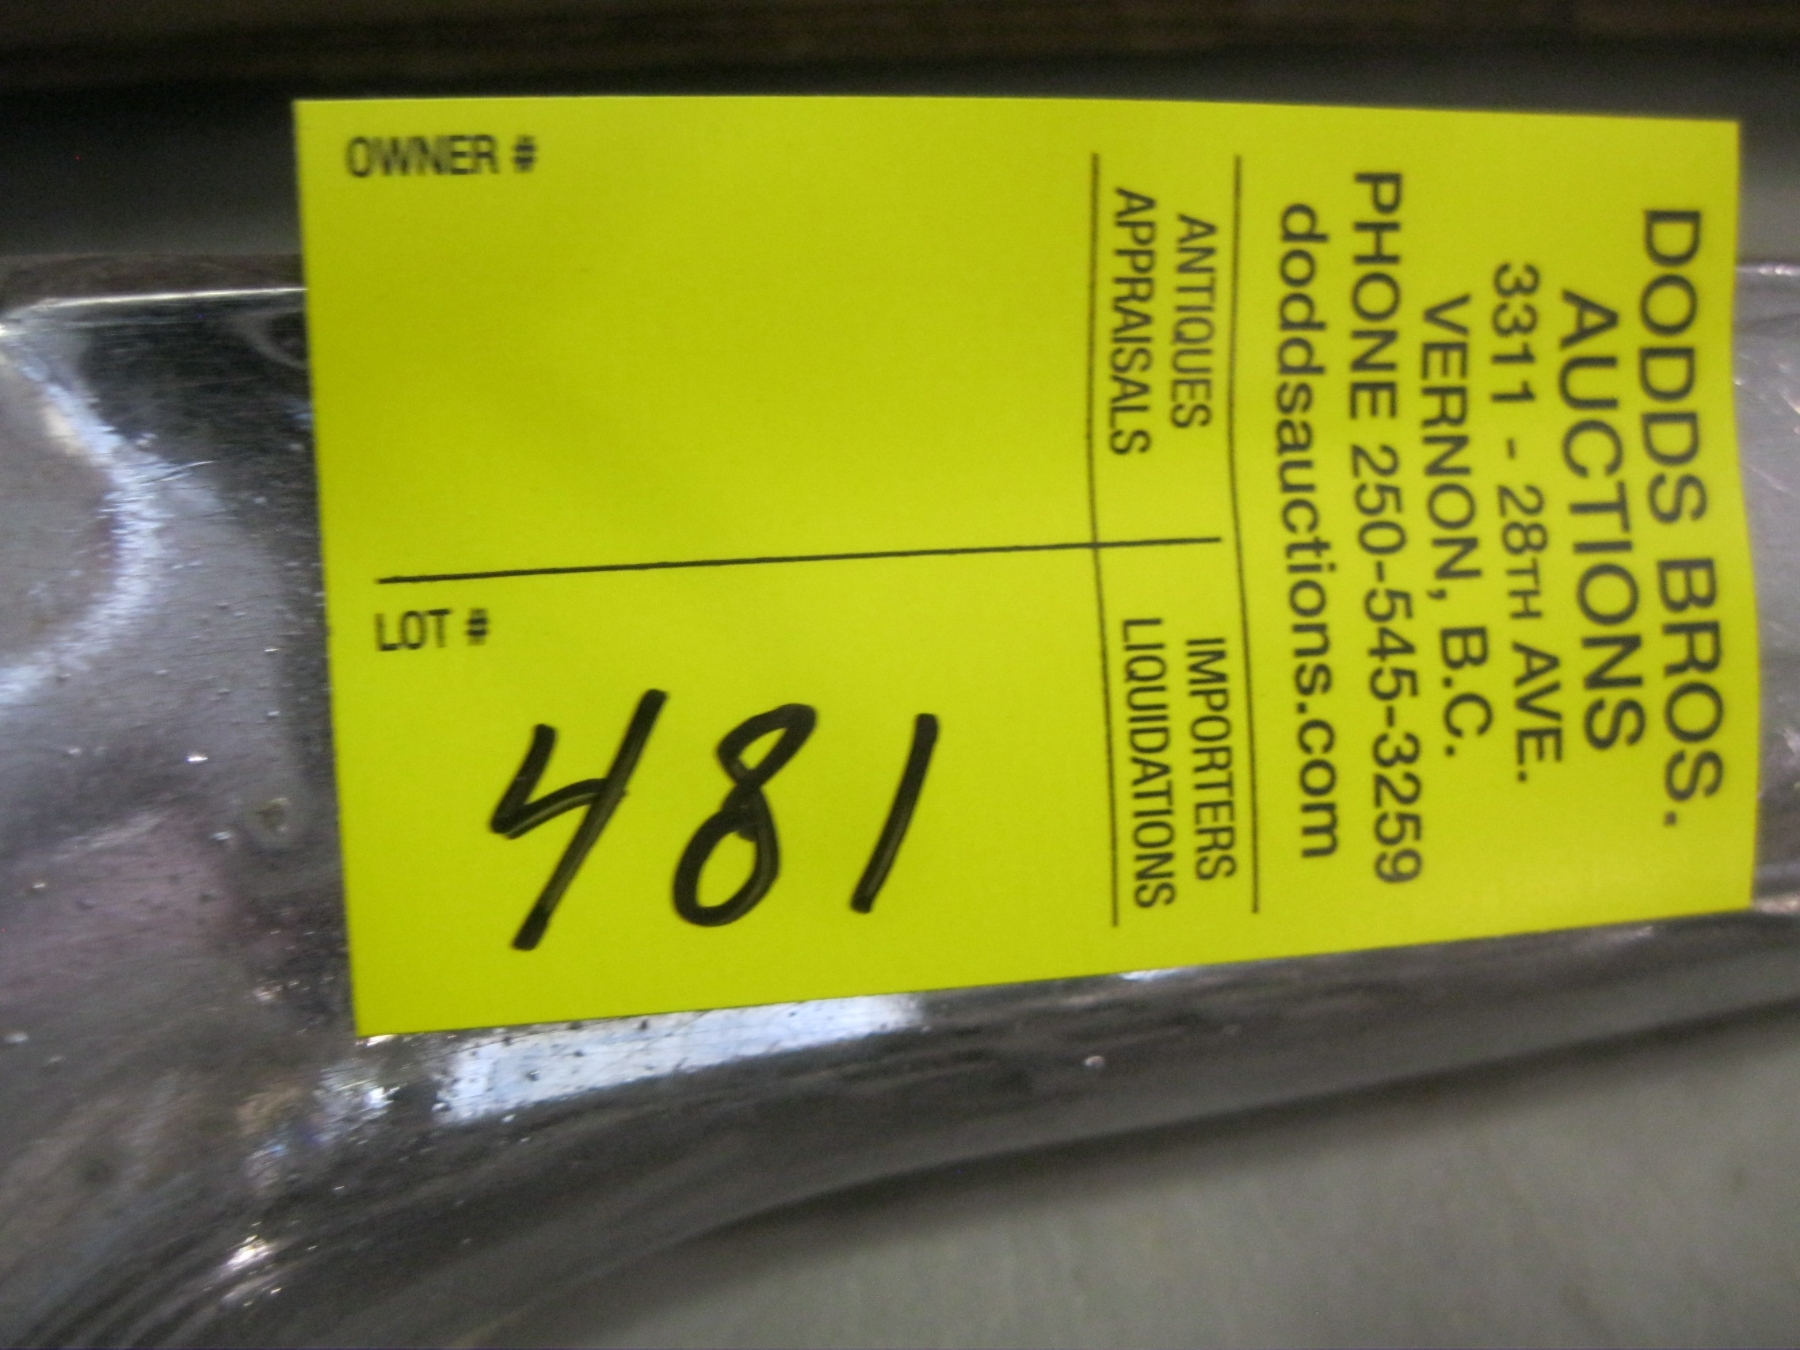 DODDS BROS.
AUCTIONS
3311 - 28TH AVE.
VERNON, B.C.
PHONE 250-545-3259
doddsauctions.com
ANTIQUES
APPRAISALS
IMPORTERS
LIQUIDATIONS
OWNER #
LOT #
481